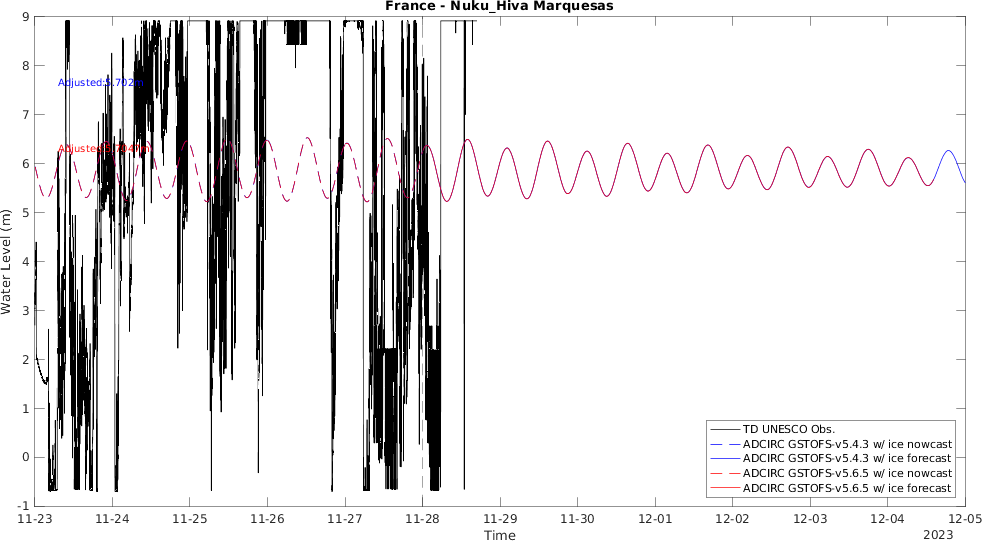 France - Nuku_Hiva Marquesas
9
8
7
6
5
4
3
2
1
0
-1
Water Level (m)
Adjusted:5.702m
TD UNESCO Obs.
ADCIRC GSTOFS-v5.4.3 w/ ice nowcast
ADCIRC GSTOFS-v5.4.3 w/ ice forecast
ADCIRC GSTOFS-v5.6.5 w/ ice nowcast
ADCIRC GSTOFS-v5.6.5 w/ ice forecast
11-23 11-24 11-25 11-26 11-27 11-28 11-29 11-30 12-01 12-02 12-03 12-04 12-05
Time
2023